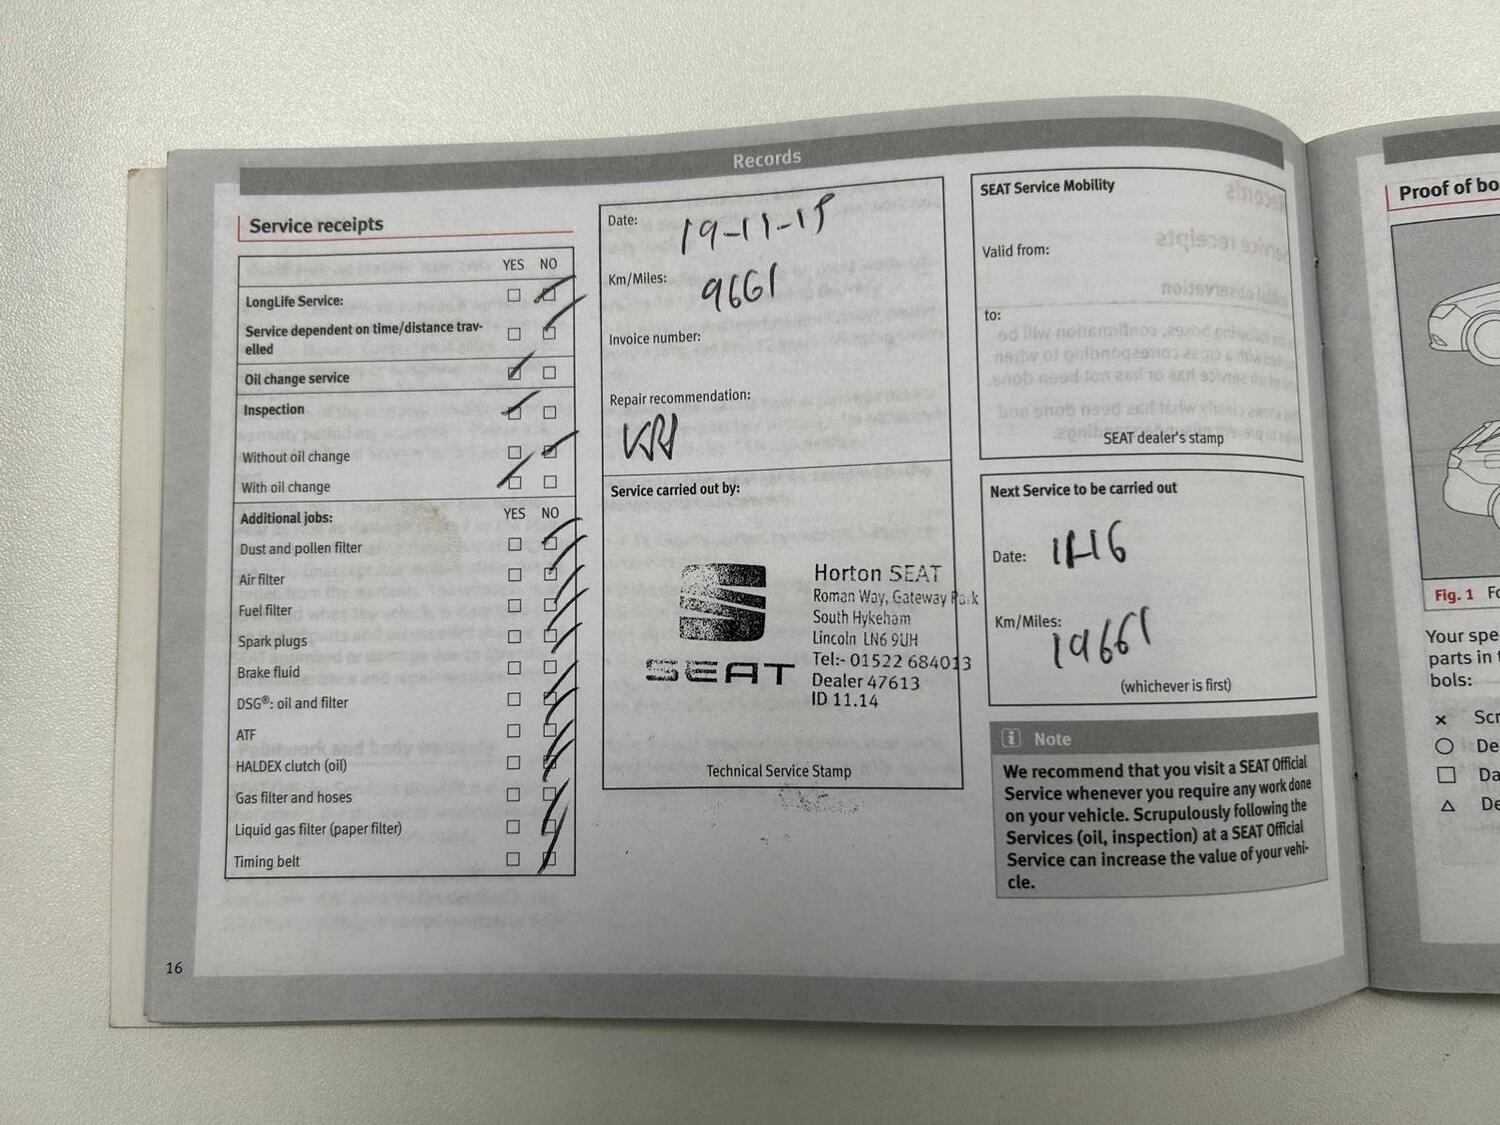 Records
Service receipts
YES NO
LongLife Service:
Service dependent on time/distance trav-
elled
Oil change service
Inspection
Without oil change
With oil change
Additional jobs: YES NO
Dust and pollen filter
Air filter
Fuel filter
Spark plugs
Brake fluid
DSG®: oil and filter
ATF
HALDEX clutch (oil)
Gas filter and hoses
Liquid gas filter (paper filter)
Timing belt
16
Date: 19-11-15
Km/Miles: 9661
Invoice number:
Repair recommendation:
Service carried out by:
SEAT
Horton SEAT
Roman Way, Gateway Park
South Hykeham
Lincoln LN6 9UH
Tel:- 01522 684013
Dealer 47613
ID 11.14
Technical Service Stamp
SEAT Service Mobility
Valid from:
to:
SEAT dealer's stamp
Next Service to be carried out
Date: 11-16
Km/Miles:
19661
(whichever is first)
i Note
We recommend that you visit a SEAT Official
Service whenever you require any work done
on your vehicle. Scrupulously following the
Services (oil, inspection) at a SEAT Official
Service can increase the value of your vehi-
cle.
Proof of bo
Fig. 1 Fo
Your spe
parts in t
bols:
× Scr
De
Da
De